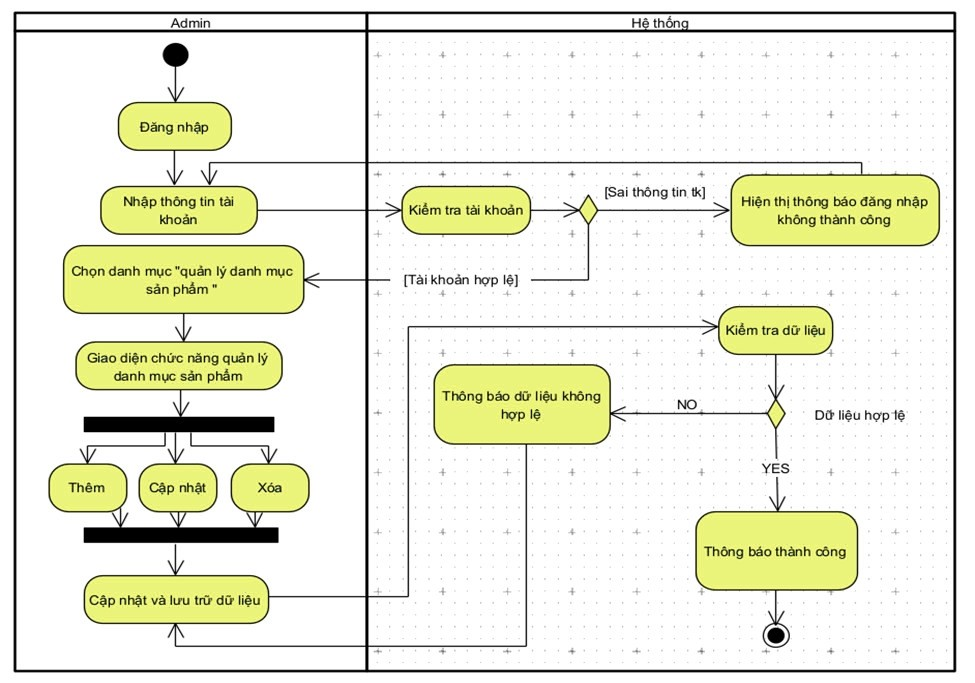 Admin
Hệ thống
Đăng nhập
Nhập thông tin tài
khoản
Kiểm tra tài khoản
[Sai thông tin tk]
Hiện thị thông báo đăng nhập
không thành công
Chọn danh mục "quản lý danh mục
sản phẩm "
[Tài khoản hợp lệ]
Giao diện chức năng quản lý
danh mục sản phẩm
Kiểm tra dữ liệu
Thông báo dữ liệu không
hợp lệ
NO
Dữ liệu hợp lệ
YES
Thêm
Cập nhật
Xóa
Thông báo thành công
Cập nhật và lưu trữ dữ liệu